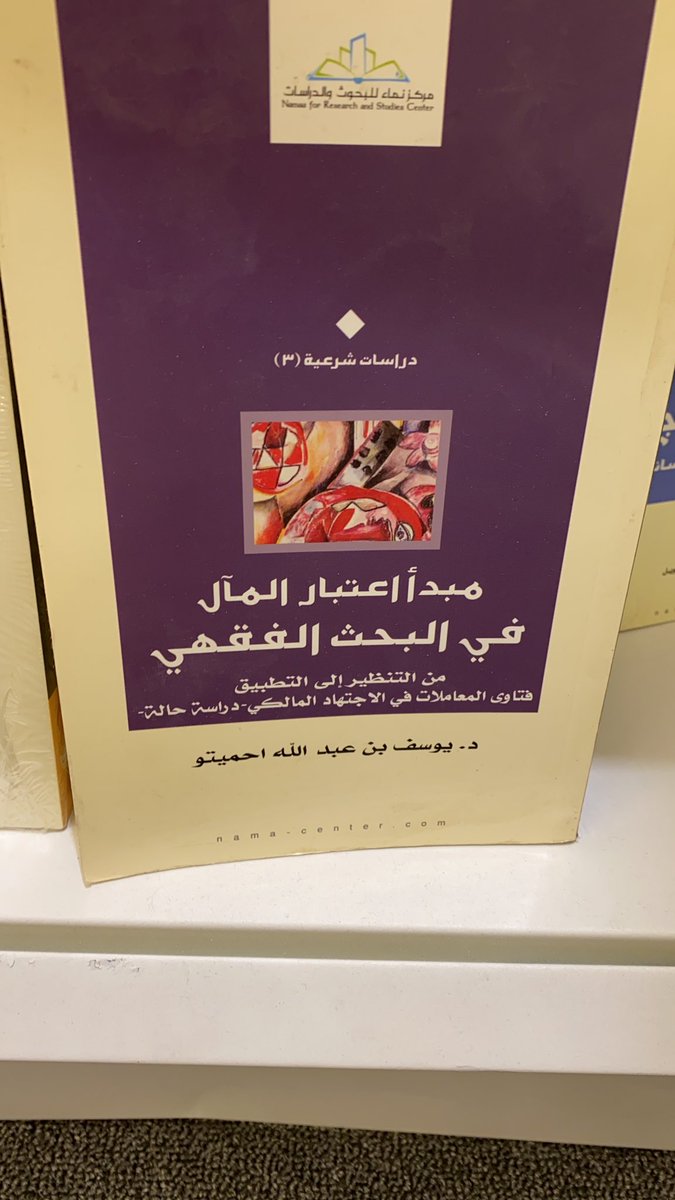 مركز نماء للبحوث والدراسات
Namaa for Research and Studies Center
دراسات شرعية (٣)
مبدأ اعتبار المآل
في البحث الفقهي
من التنظير إلى التطبيق
فتاوى المعاملات في الاجتهاد المالكي-دراسة حالة-
د. يوسف بن عبد الله احميتو
nama-center.com